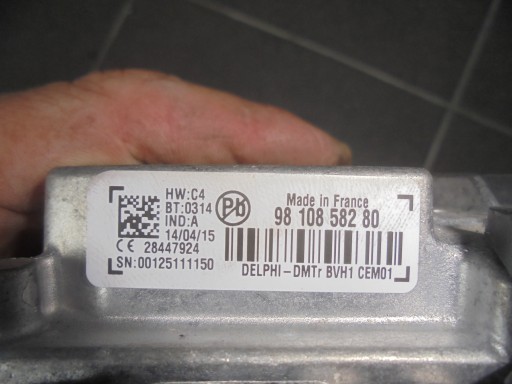 HW:C4
BT:0314
IND:A
14/04/15
CE 28447924
SN:00125111150
Pb
Made in France
98 108 582 80
DELPHI-DMTr BVH1 CEM01